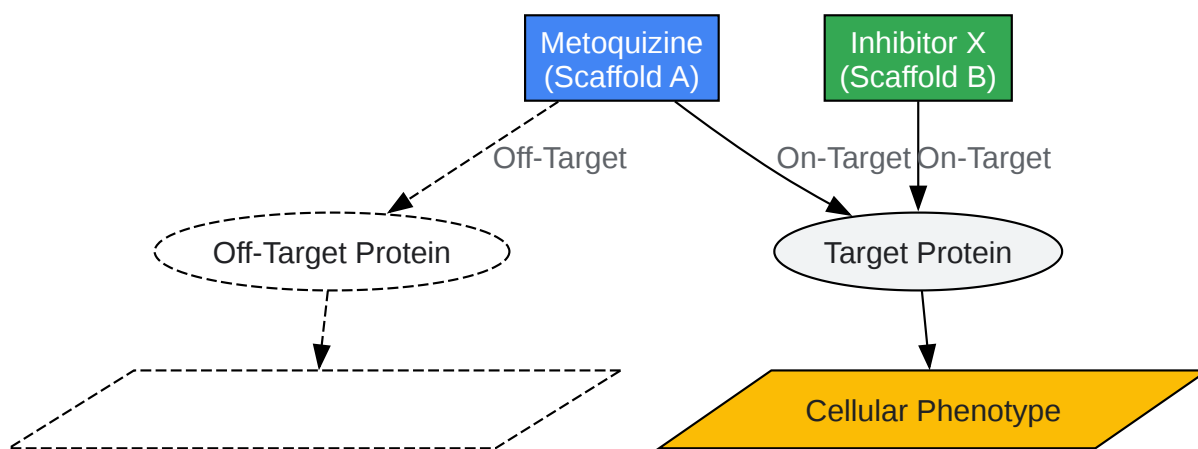 Metoquizine
(Scaffold A)
Inhibitor X
(Scaffold B)
Off-Target
On-Target
On-Target
Off-Target Protein
Target Protein
Cellular Phenotype